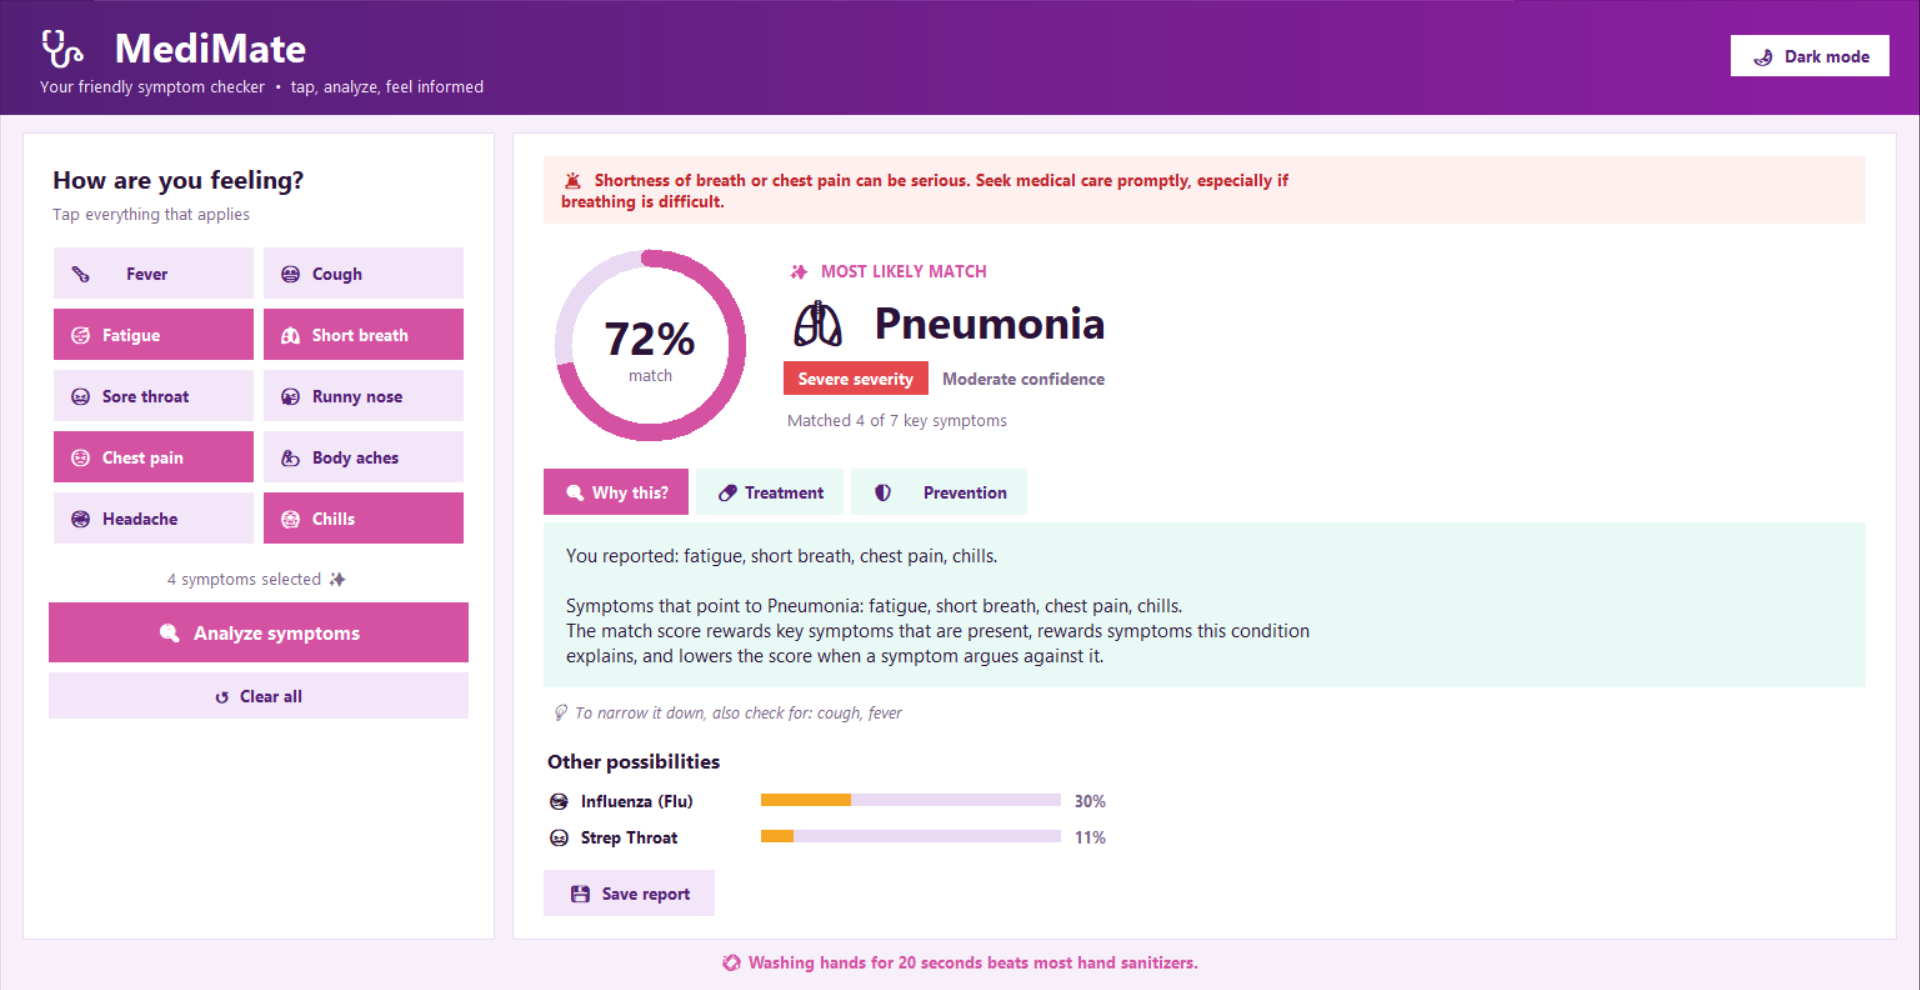 MediMate
Your friendly symptom checker • tap, analyze, feel informed
Dark mode
How are you feeling?
Tap everything that applies
Fever
Cough
Fatigue
Short breath
Sore throat
Runny nose
Chest pain
Body aches
Headache
Chills
4 symptoms selected
Analyze symptoms
Clear all
Shortness of breath or chest pain can be serious. Seek medical care promptly, especially if
breathing is difficult.
72%
match
MOST LIKELY MATCH
Pneumonia
Severe severity
Moderate confidence
Matched 4 of 7 key symptoms
Why this?
Treatment
Prevention
You reported: fatigue, short breath, chest pain, chills.
Symptoms that point to Pneumonia: fatigue, short breath, chest pain, chills.
The match score rewards key symptoms that are present, rewards symptoms this condition
explains, and lowers the score when a symptom argues against it.
To narrow it down, also check for: cough, fever
Other possibilities
Influenza (Flu) 30%
Strep Throat 11%
Save report
Washing hands for 20 seconds beats most hand sanitizers.